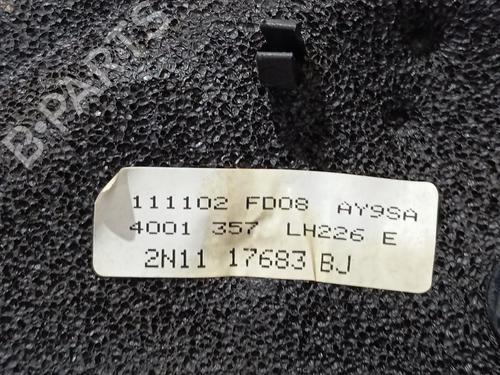 B-PARTS
111102 FD08 AY9SA
4001 357 LH226 E
2N11 17683 BJ